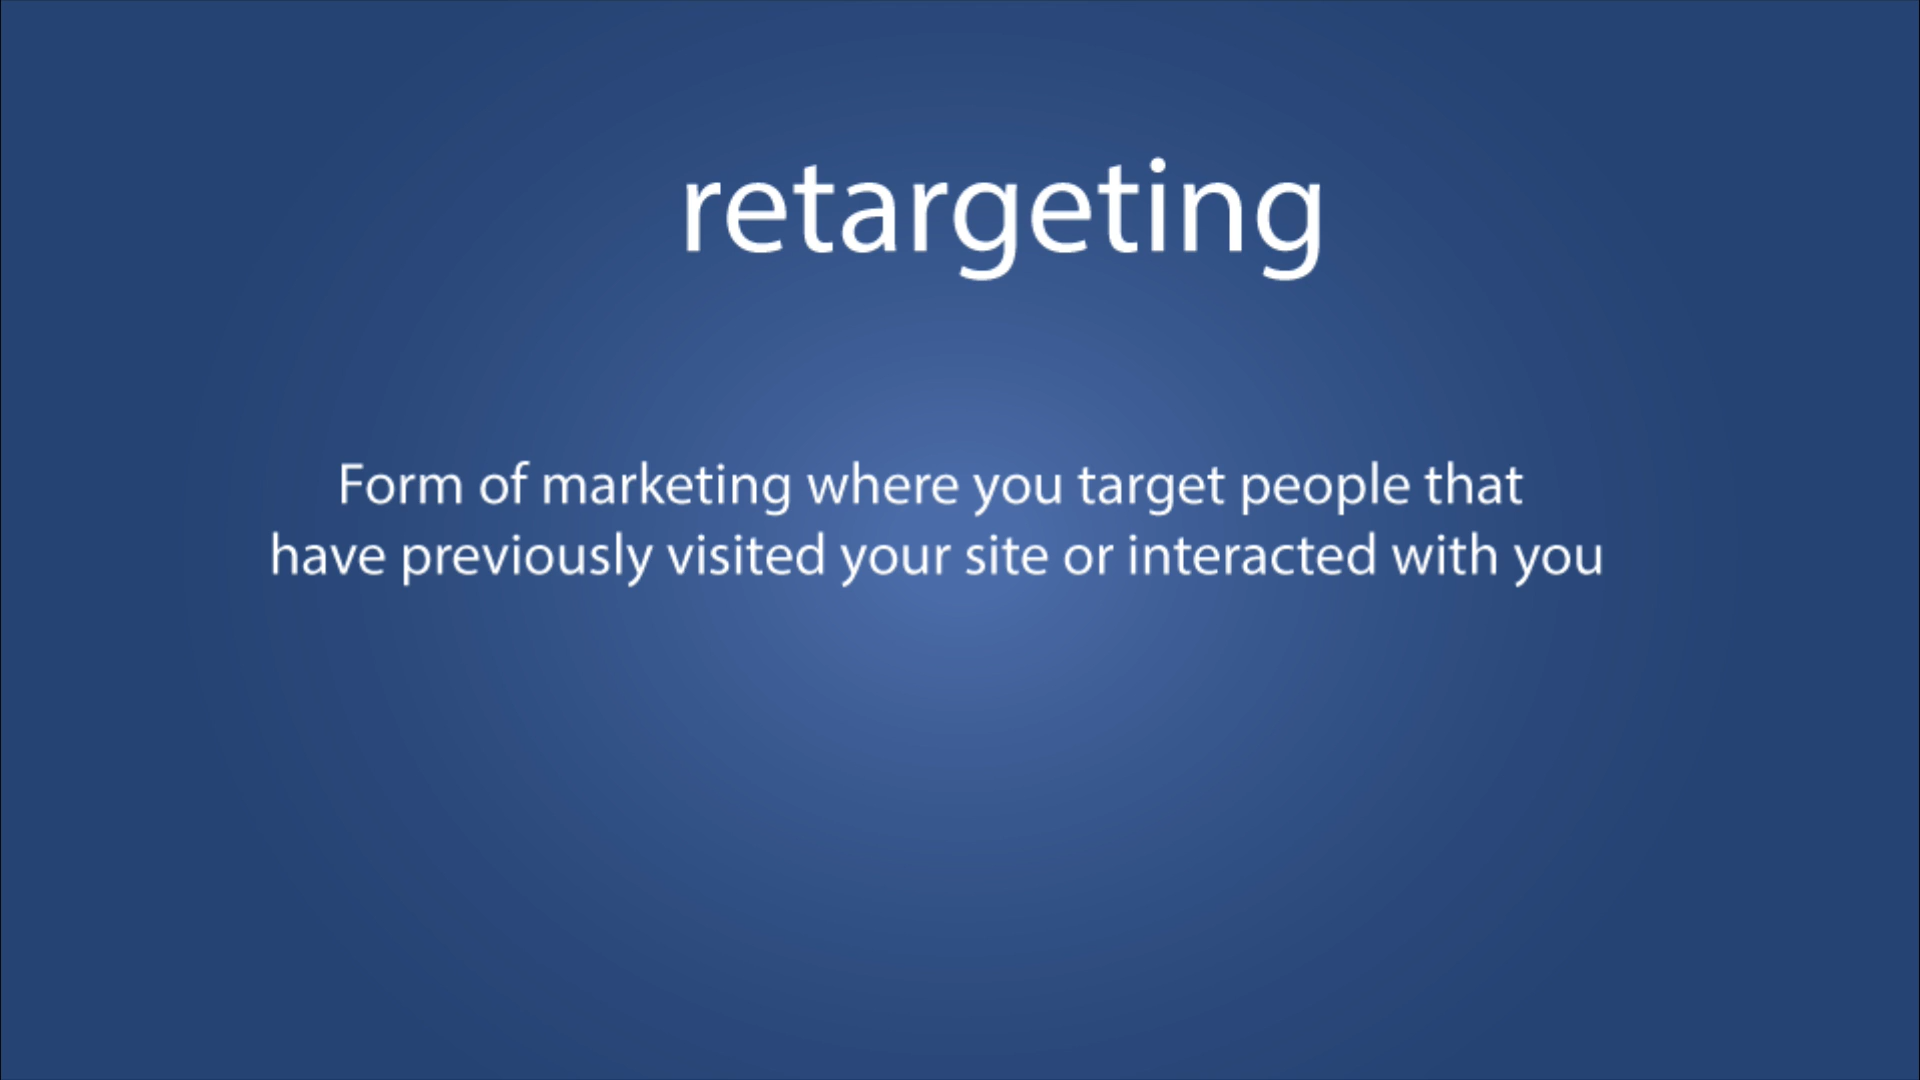 retargeting
Form of marketing where you target people that
have previously visited your site or interacted with you